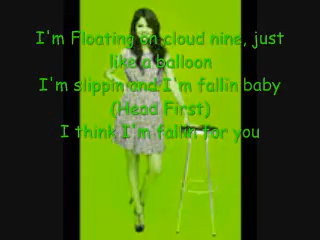 I'm Floating on cloud nine, just
like a balloon
I'm slippin and I'm fallin baby
(Head First)
I think I'm fallin for you